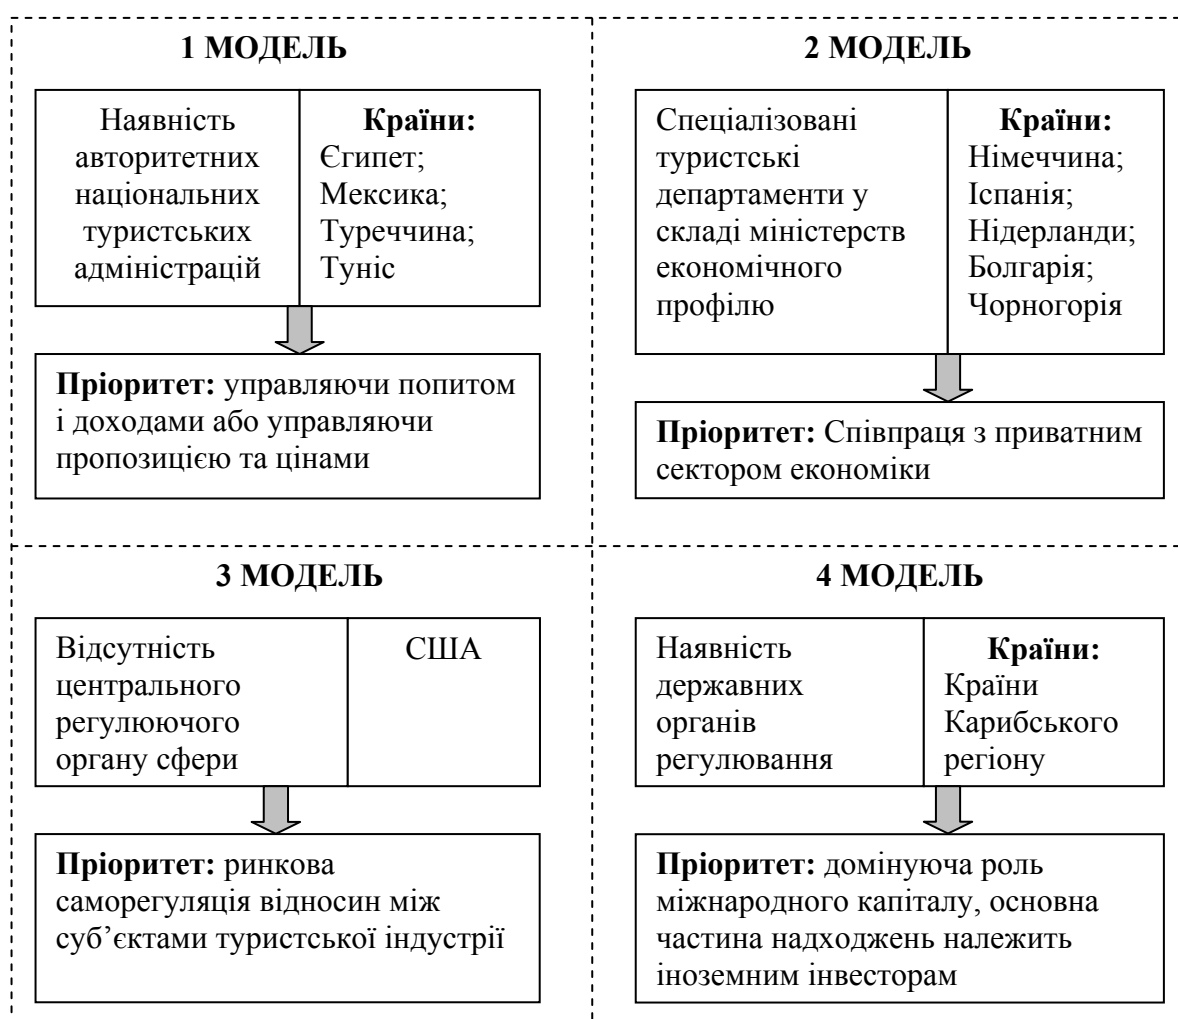 1 МОДЕЛЬ
Наявність
авторитетних
національних
туристських
адміністрацій
Країни:
Єгипет;
Мексика;
Туреччина;
Туніс
Пріоритет: управляючи попитом
і доходами або управляючи
пропозицією та цінами
2 МОДЕЛЬ
Спеціалізовані
туристські
департаменти у
складі міністерств
економічного
профілю
Країни:
Німеччина;
Іспанія;
Нідерланди;
Болгарія;
Чорногорія
Пріоритет: Співпраця з приватним
сектором економіки
3 МОДЕЛЬ
Відсутність
центрального
регулюючого
органу сфери
США
Пріоритет: ринкова
саморегуляція відносин між
суб’єктами туристської індустрії
4 МОДЕЛЬ
Наявність
державних
органів
регулювання
Країни:
Країни
Карибського
регіону
Пріоритет: домінуюча роль
міжнародного капіталу, основна
частина надходжень належить
іноземним інвесторам